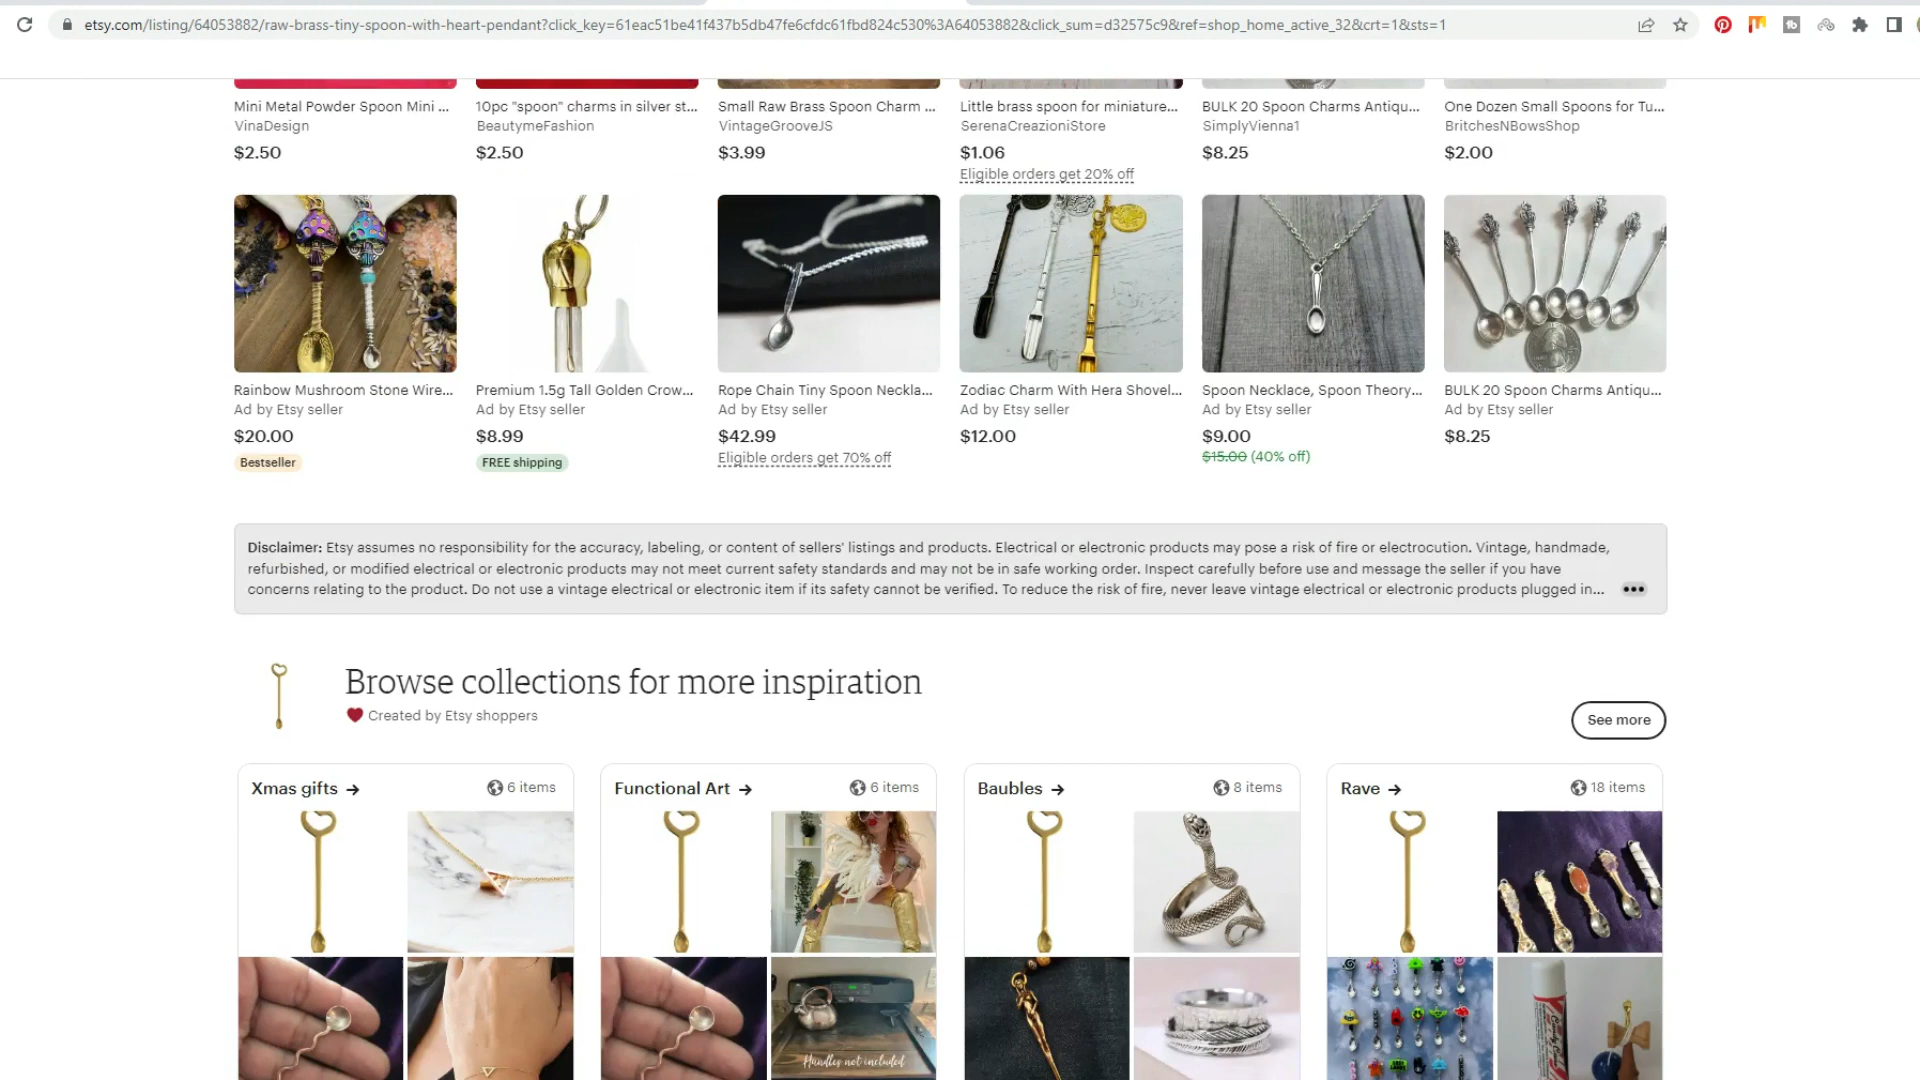 etsy.com/listing/64053882/raw-brass-tiny-spoon-with-heart-pendant?click_key=61eac51be41f437b5db47fe6cfdc61fbd824c530%3A64053882&click_sum=d32575c9&ref=shop_home_active_32&crt=1&sts=1
Mini Metal Powder Spoon Mini ...
VinaDesign
$2.50
10pc "spoon" charms in silver st...
BeautymeFashion
$2.50
Small Raw Brass Spoon Charm ...
VintageGrooveJS
$3.99
Little brass spoon for miniature...
SerenaCreazioniStore
$1.06
Eligible orders get 20% off
BULK 20 Spoon Charms Antiqu...
SimplyVienna1
$8.25
One Dozen Small Spoons for Tu...
BritchesNBowsShop
$2.00
Rainbow Mushroom Stone Wire...
Ad by Etsy seller
$20.00
Bestseller
Premium 1.5g Tall Golden Crow...
Ad by Etsy seller
$8.99
FREE shipping
Rope Chain Tiny Spoon Neckla...
Ad by Etsy seller
$42.99
Eligible orders get 70% off
Zodiac Charm With Hera Shovel...
Ad by Etsy seller
$12.00
Spoon Necklace, Spoon Theory...
Ad by Etsy seller
$9.00
$15.00 (40% off)
BULK 20 Spoon Charms Antiqu...
Ad by Etsy seller
$8.25
Disclaimer: Etsy assumes no responsibility for the accuracy, labeling, or content of sellers' listings and products. Electrical or electronic products may pose a risk of fire or electrocution. Vintage, handmade,
refurbished, or modified electrical or electronic products may not meet current safety standards and may not be in safe working order. Inspect carefully before use and message the seller if you have
concerns relating to the product. Do not use a vintage electrical or electronic item if its safety cannot be verified. To reduce the risk of fire, never leave vintage electrical or electronic products plugged in...
Browse collections for more inspiration
Created by Etsy shoppers
See more
Xmas gifts →
6 items
Functional Art →
6 items
Baubles →
8 items
Rave →
18 items
Handles not included